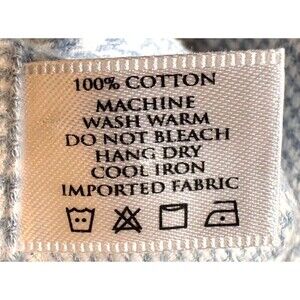 100% COTTON
MACHINE
WASH WARM
DO NOT BLEACH
HANG DRY
COOL IRON
IMPORTED FABRIC